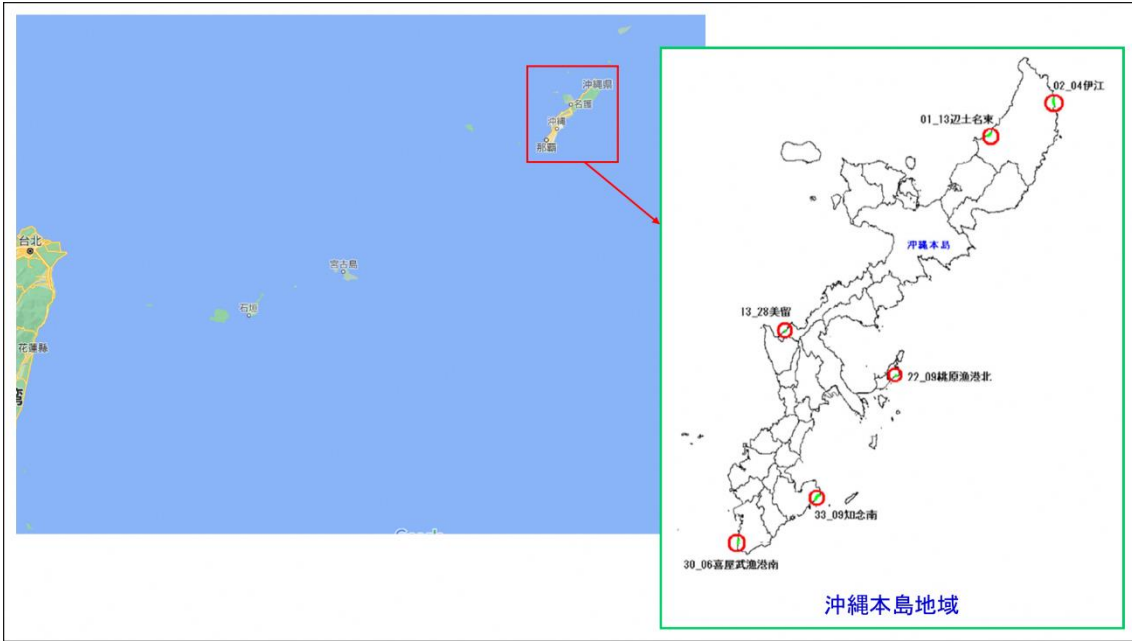 沖縄県
名護
沖縄
那覇
台北
宮古島
石垣
花蓮縣
湾
02_04伊江
01_13辺土名東
沖縄本島
13_28美留
22_09桃原漁港北
33_09知念南
30_06喜屋武漁港南
沖縄本島地域